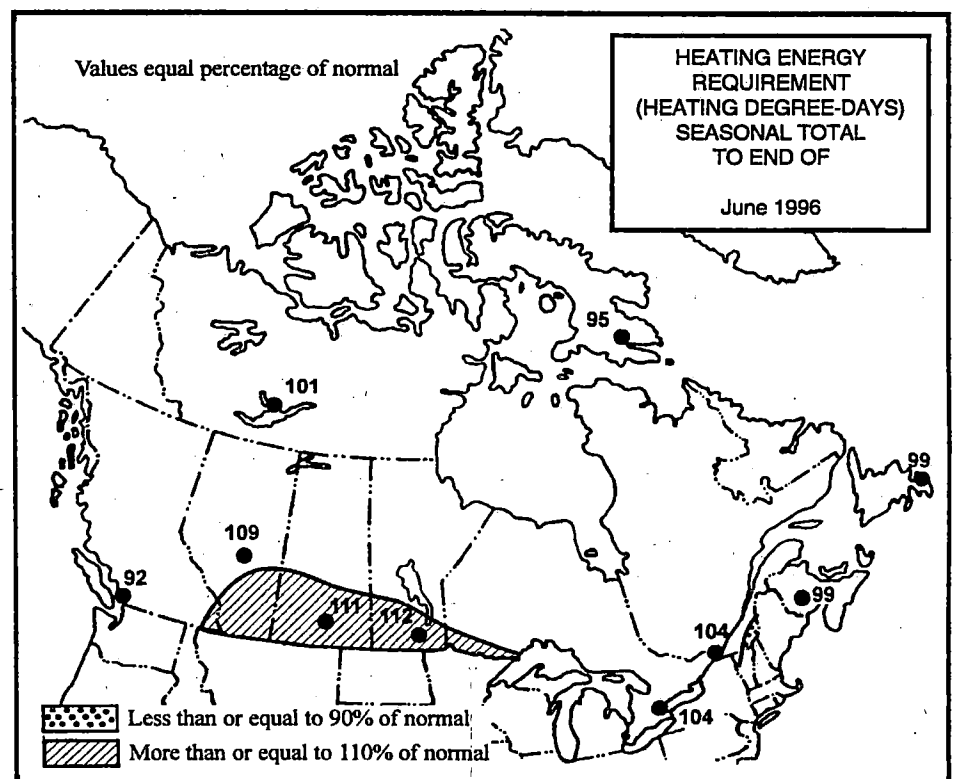 Values equal percentage of normal
HEATING ENERGY
REQUIREMENT
(HEATING DEGREE-DAYS)
SEASONAL TOTAL
TO END OF
June 1996
95
101
99
109
92
111
112
99
104
104
Less than or equal to 90% of normal
More than or equal to 110% of normal